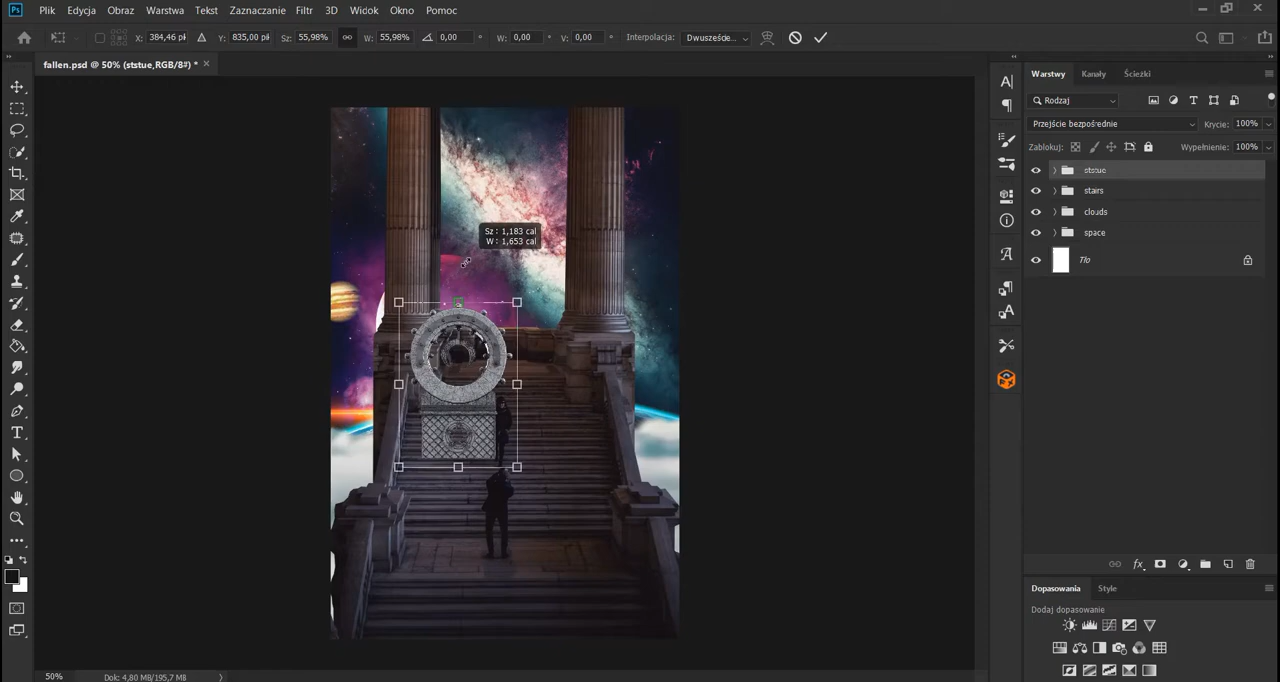 Ps Plik Edycja Obraz Warstwa Tekst Zaznaczanie Filtr 3D Widok Okno Pomoc
X: 384,46 pi Y: 835,00 pi Sz: 55,98% W: 55,98% 0,00 ° W: 0,00 ° V: 0,00 ° Interpolacja: Dwuszeście...
fallen.psd @ 50% (ststue,RGB/8#) * ×
Warstwy Kanały Ścieżki
Rodzaj
Przejście bezpośrednie Krycie: 100%
Zablokuj: Wypełnienie: 100%
ststue
stairs
clouds
space
Tło
Sz: 1,183 cal
W: 1,653 cal
fx
Dopasowania Style
Dodaj dopasowanie
50% Dok: 4,80 MB/195,7 MB